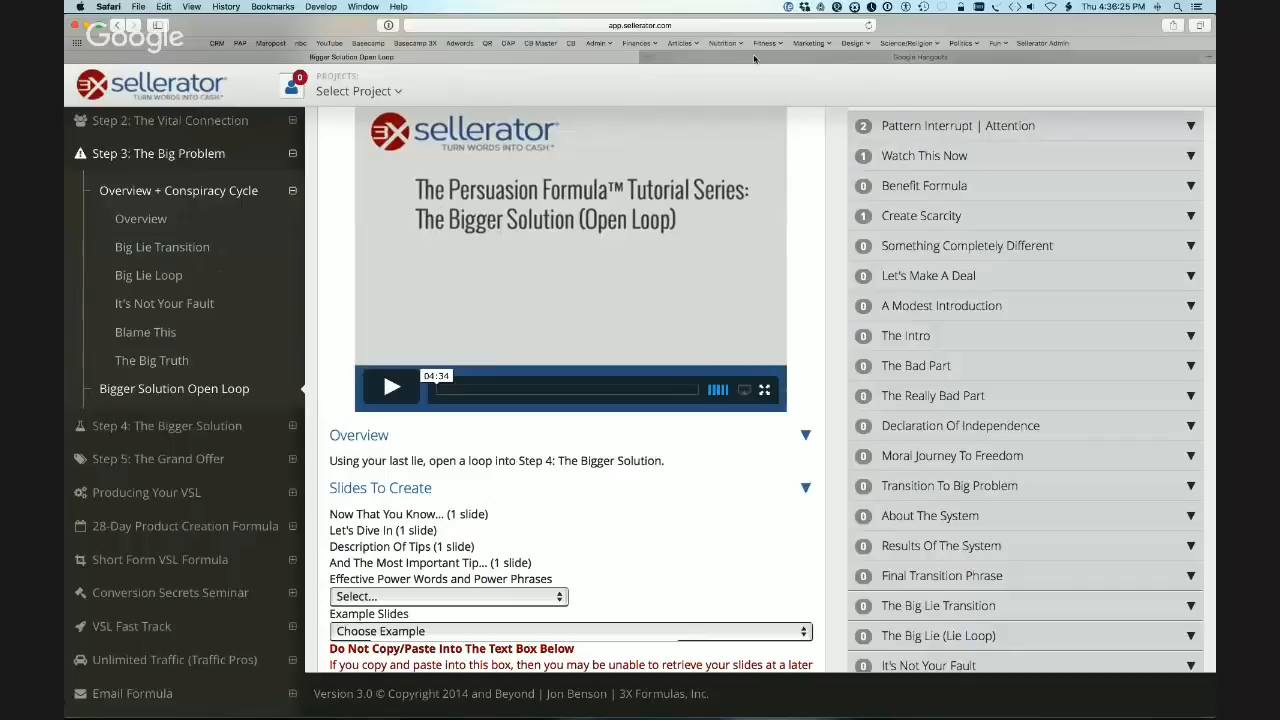 Safari File Edit View History Bookmarks Develop Window Help
Thu 4:36:25 PM
Google
app.sellerator.com
CRM PAP Maropost nbc YouTube Basecamp Basecamp 3X Adwords QR OAP CB Master CB Admin Finances Articles Nutrition Fitness Marketing Design Science/Religion Politics Fun Sellerator Admin
Bigger Solution Open Loop
Google Hangouts
3X sellerator
TURN WORDS INTO CASH.
0
PROJECTS:
Select Project
Step 2: The Vital Connection
Step 3: The Big Problem
Overview + Conspiracy Cycle
Overview
Big Lie Transition
Big Lie Loop
It's Not Your Fault
Blame This
The Big Truth
Bigger Solution Open Loop
Step 4: The Bigger Solution
Step 5: The Grand Offer
Producing Your VSL
28-Day Product Creation Formula
Short Form VSL Formula
Conversion Secrets Seminar
VSL Fast Track
Unlimited Traffic (Traffic Pros)
Email Formula
3X sellerator
TURN WORDS INTO CASH.
The Persuasion Formula™ Tutorial Series:
The Bigger Solution (Open Loop)
04:34
Overview
Using your last lie, open a loop into Step 4: The Bigger Solution.
Slides To Create
Now That You Know... (1 slide)
Let's Dive In (1 slide)
Description Of Tips (1 slide)
And The Most Important Tip... (1 slide)
Effective Power Words and Power Phrases
Select...
Example Slides
Choose Example
Do Not Copy/Paste Into The Text Box Below
If you copy and paste into this box, then you may be unable to retrieve your slides at a later
2 Pattern Interrupt | Attention
1 Watch This Now
0 Benefit Formula
1 Create Scarcity
0 Something Completely Different
0 Let's Make A Deal
0 A Modest Introduction
0 The Intro
0 The Bad Part
0 The Really Bad Part
0 Declaration Of Independence
0 Moral Journey To Freedom
0 Transition To Big Problem
0 About The System
0 Results Of The System
0 Final Transition Phrase
0 The Big Lie Transition
0 The Big Lie (Lie Loop)
0 It's Not Your Fault
Version 3.0 © Copyright 2014 and Beyond | Jon Benson | 3X Formulas, Inc.